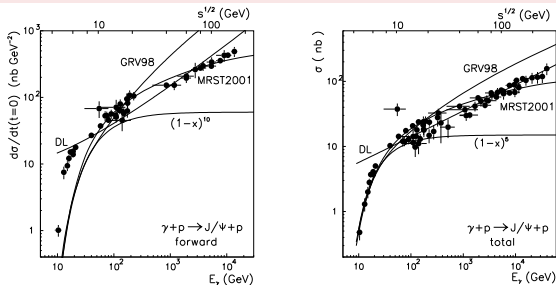 s^{1/2} (GeV)
10 100
dσ/dt(t=0) (nb GeV^{-2})
10^3
10^2
10
1
GRV98
MRST2001
DL
(1-x)^{10}
γ+p → J/Ψ+p
forward
10 10^2 10^3 10^4
E_γ (GeV)
s^{1/2} (GeV)
10 100
σ (nb)
10^2
10
1
GRV98
MRST2001
DL
(1-x)^5
γ+p → J/Ψ+p
total
10 10^2 10^3 10^4
E_γ (GeV)